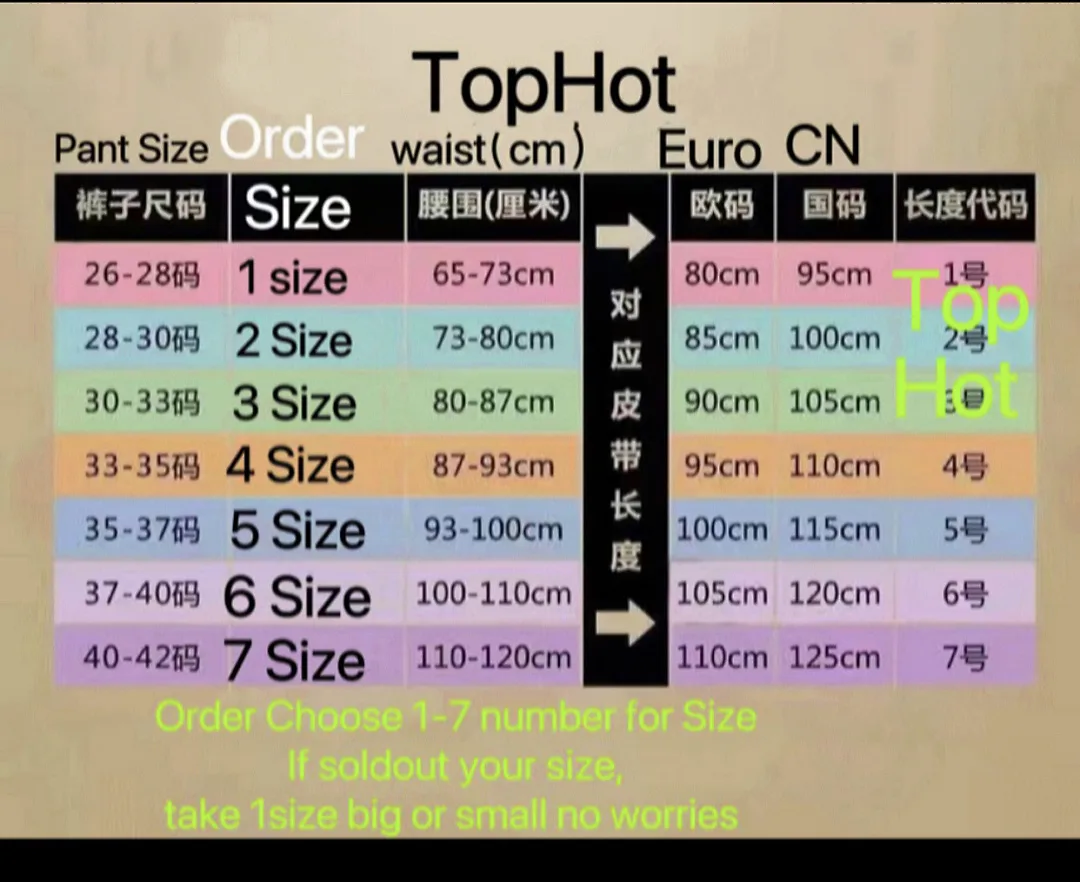 TopHot
Pant Size Order waist(cm) Euro CN
裤子尺码 Size 腰围(厘米) 欧码 国码 长度代码
26-28码 1 size 65-73cm 80cm 95cm 1号
28-30码 2 Size 73-80cm 85cm 100cm 2号
30-33码 3 Size 80-87cm 90cm 105cm 3号
33-35码 4 Size 87-93cm 95cm 110cm 4号
35-37码 5 Size 93-100cm 100cm 115cm 5号
37-40码 6 Size 100-110cm 105cm 120cm 6号
40-42码 7 Size 110-120cm 110cm 125cm 7号
对应皮带长度
Top
Hot
Order Choose 1-7 number for Size
If soldout your size,
take 1size big or small no worries